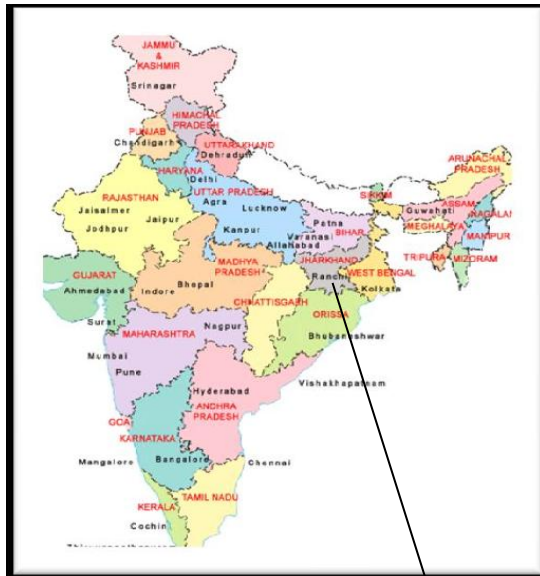 JAMMU
&
KASHMIR
Srinagar
HIMACHAL
PRADESH
PUNJAB
Chandigarh
UTTARAKHAND
Dehradun
HARYANA
Delhi
ARUNACHAL
PRADESH
RAJASTHAN
UTTAR PRADESH
Agra
Lucknow
SIKKIM
ASSAM
Guwahati
NAGALAND
Jaisalmer
Jaipur
Jodhpur
Kanpur
Patna
Varanasi
BIHAR
MEGHALAYA
MANIPUR
Allahabad
GUJARAT
MADHYA
PRADESH
JHARKHAND
Ranchi
WEST BENGAL
TRIPURA
MIZORAM
Ahmedabad
Indore
Bhopal
Kolkata
CHHATTISGARH
Surat
ORISSA
MAHARASHTRA
Nagpur
Bhubaneshwar
Mumbai
Pune
Hyderabad
Vishakhapatnam
ANDHRA
PRADESH
GOA
KARNATAKA
Mangalore
Bangalore
Chennai
KERALA
TAMIL NADU
Cochin